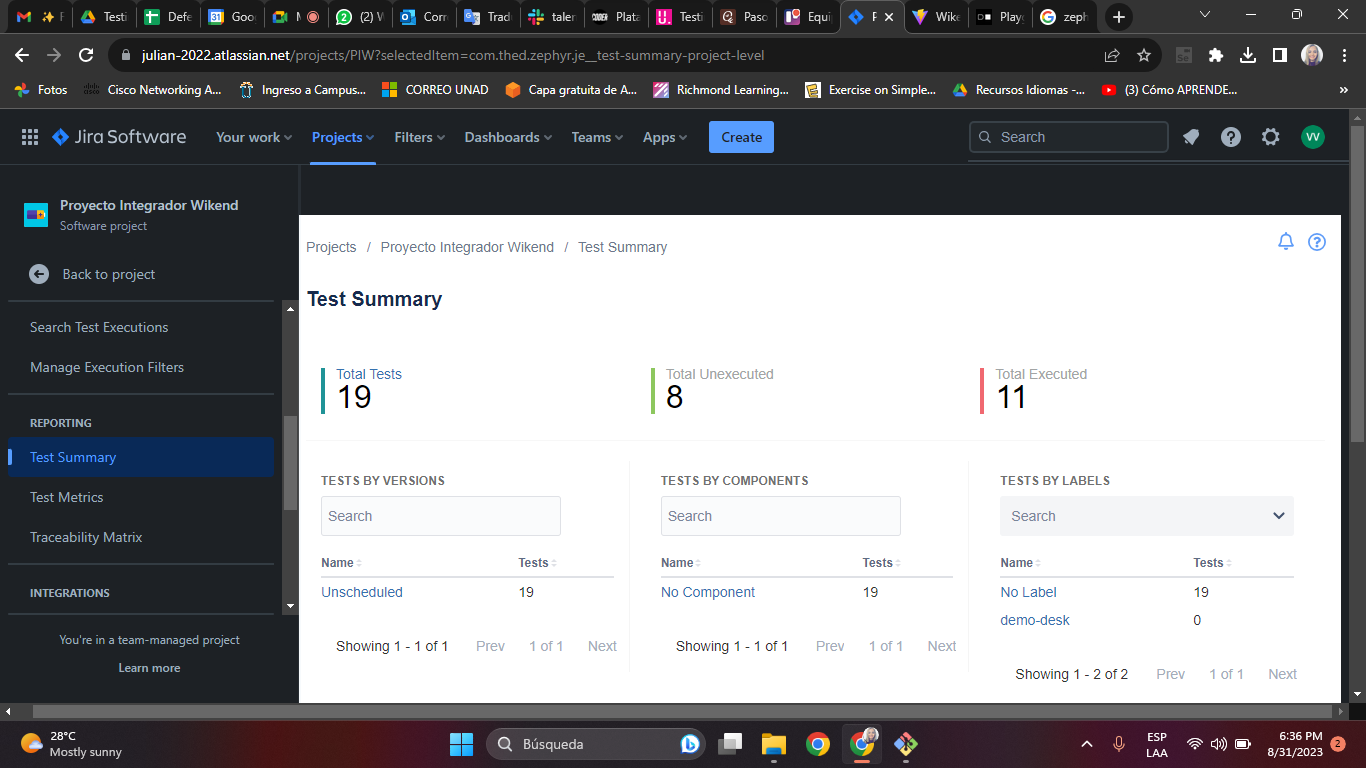 F
Testi
Defe
31 Goo
M
2 (2) W
Corr
Trad
talen
Plata
Testi
Paso
Equi
P
Wike
Playg
zeph
julian-2022.atlassian.net/projects/PIW?selectedItem=com.thed.zephyr.je__test-summary-project-level
Fotos
Cisco Networking A...
Ingreso a Campus...
CORREO UNAD
Capa gratuita de A...
Richmond Learning...
Exercise on Simple...
Recursos Idiomas -...
(3) Cómo APRENDE...
»
Jira Software
Your work
Projects
Filters
Dashboards
Teams
Apps
Create
Search
VV
Proyecto Integrador Wikend
Software project
Back to project
Search Test Executions
Manage Execution Filters
REPORTING
Test Summary
Test Metrics
Traceability Matrix
INTEGRATIONS
You're in a team-managed project
Learn more
Projects / Proyecto Integrador Wikend / Test Summary
Test Summary
Total Tests
19
Total Unexecuted
8
Total Executed
11
TESTS BY VERSIONS
Search
Name Tests
Unscheduled 19
Showing 1 - 1 of 1 Prev 1 of 1 Next
TESTS BY COMPONENTS
Search
Name Tests
No Component 19
Showing 1 - 1 of 1 Prev 1 of 1 Next
TESTS BY LABELS
Search
Name Tests
No Label 19
demo-desk 0
Showing 1 - 2 of 2 Prev 1 of 1 Next
28°C
Mostly sunny
Búsqueda
ESP
LAA
6:36 PM
8/31/2023
2